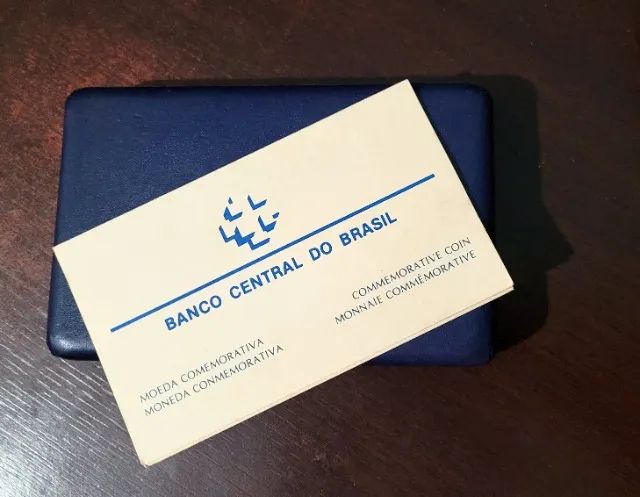 BANCO CENTRAL DO BRASIL
MOEDA COMEMORATIVA
MONEDA CONMEMORATIVA
COMMEMORATIVE COIN
MONNAIE COMMÉMORATIVE